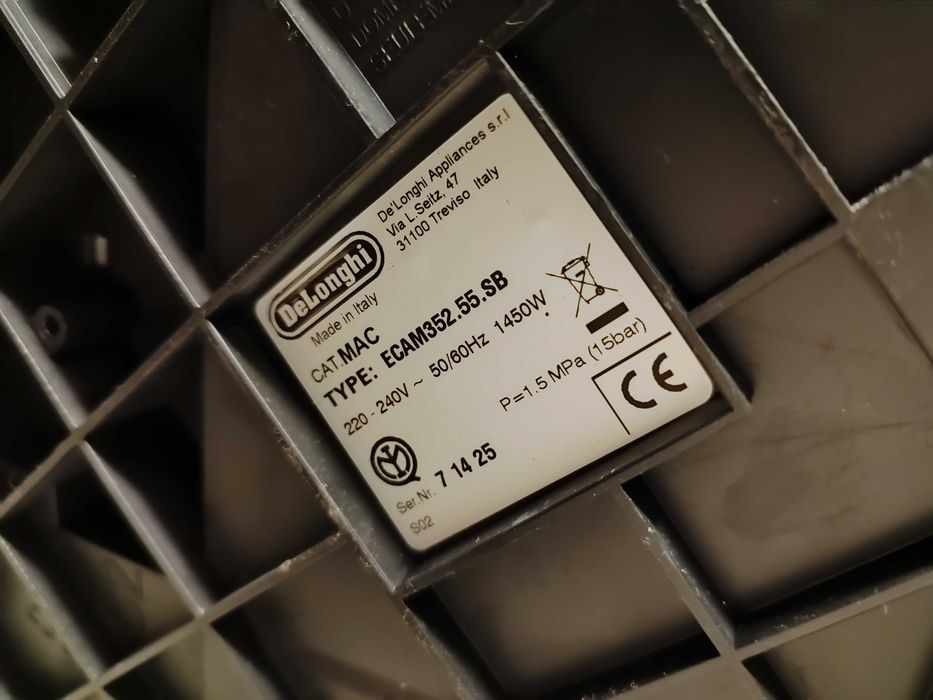 De'Longhi Appliances s.r.l
Via L.Seitz, 47
31100 Treviso Italy
DeLonghi
Made in Italy
CAT.MAC
TYPE: ECAM352.55.SB
220 - 240V ~ 50/60Hz 1450W.
P=1.5 MPa (15bar)
CE
Ser.Nr. 7 14 25
S02